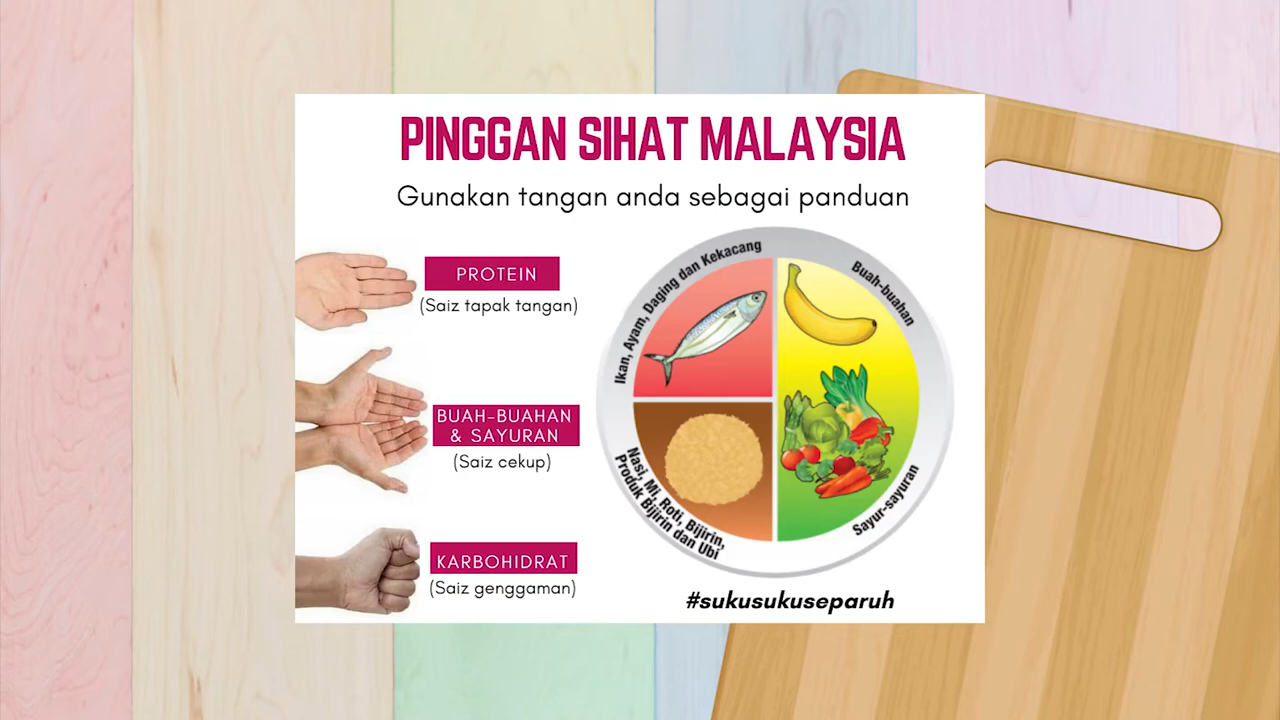 PINGGAN SIHAT MALAYSIA
Gunakan tangan anda sebagai panduan
PROTEIN
(Saiz tapak tangan)
BUAH-BUAHAN
& SAYURAN
(Saiz cekup)
KARBOHIDRAT
(Saiz genggaman)
Ikan, Ayam, Daging dan Kekacang
Buah-buahan
Nasi, Mi, Roti, Bijirin,
Produk Bijirin dan Ubi
Sayur-sayuran
#sukusukuseparuh